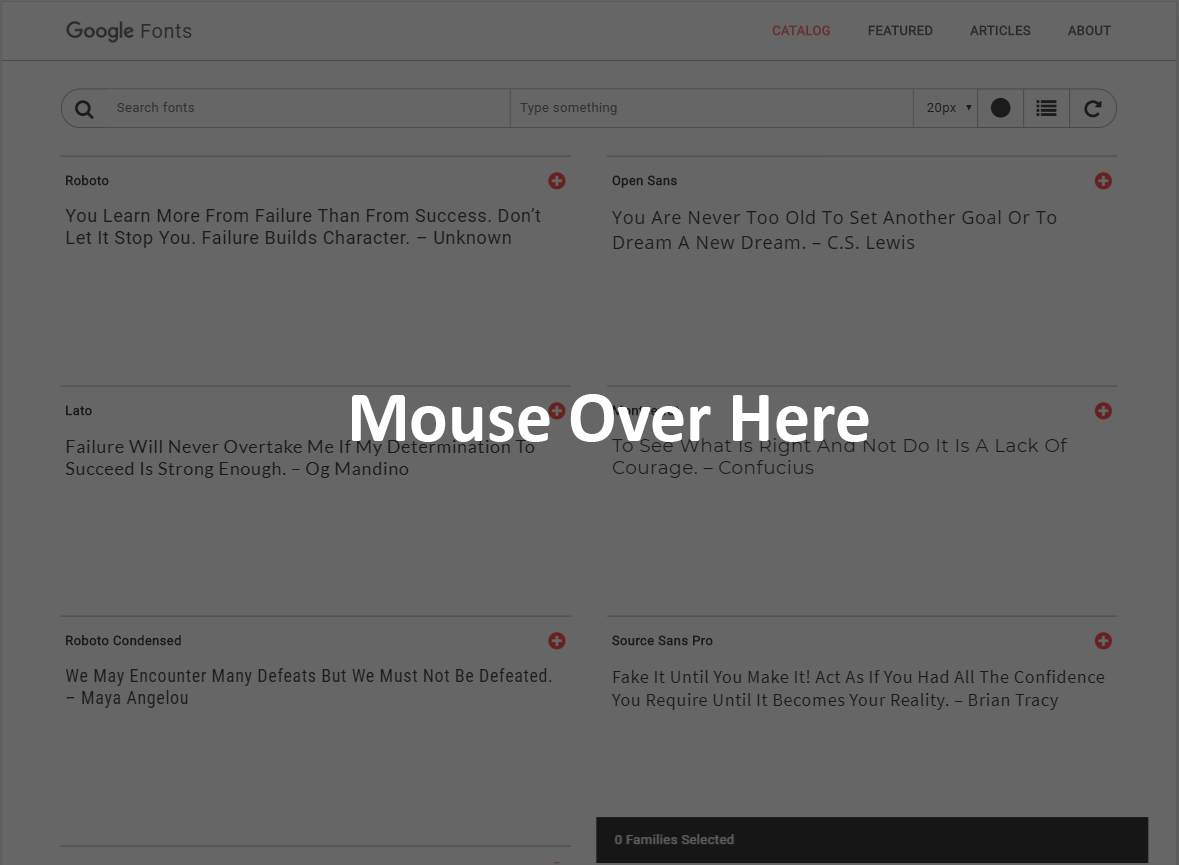 Google Fonts
CATALOG FEATURED ARTICLES ABOUT
Search fonts Type something 20px
Roboto
You Learn More From Failure Than From Success. Don’t
Let It Stop You. Failure Builds Character. – Unknown
Open Sans
You Are Never Too Old To Set Another Goal Or To
Dream A New Dream. – C.S. Lewis
Mouse Over Here
Lato
Failure Will Never Overtake Me If My Determination To
Succeed Is Strong Enough. – Og Mandino
To See What Is Right And Not Do It Is A Lack Of
Courage. – Confucius
Roboto Condensed
We May Encounter Many Defeats But We Must Not Be Defeated.
– Maya Angelou
Source Sans Pro
Fake It Until You Make It! Act As If You Had All The Confidence
You Require Until It Becomes Your Reality. – Brian Tracy
0 Families Selected